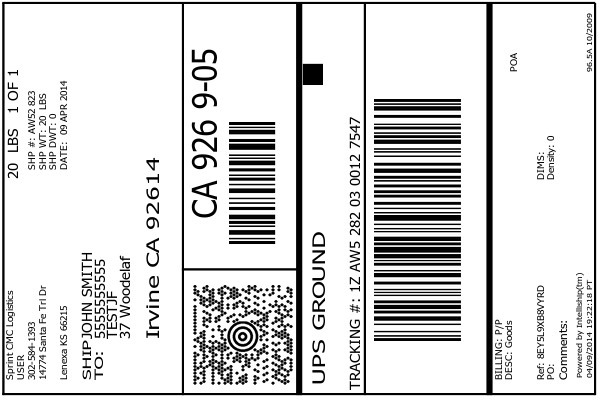 Sprint CMC Logistics
USER
302-584-1393
14774 Santa Fe Trl Dr
Lenexa KS 66215
20 LBS 1 OF 1
SHP #: AW52 823
SHP WT: 20 LBS
SHP DWT: 0
DATE: 09 APR 2014
SHIP JOHN SMITH
TO: 5555555555
TESTJF
37 Woodelaf
Irvine CA 92614
CA 926 9-05
UPS GROUND
TRACKING #: 1Z AW5 282 03 0012 7547
BILLING: P/P
DESC: Goods
POA
Ref: 8EY5L9XB8VYRD
DIMS:
PO:
Density: 0
Comments:
Powered by Intelliship(tm)
04/09/2014 19:22:18 PT
96.5A 10/2009